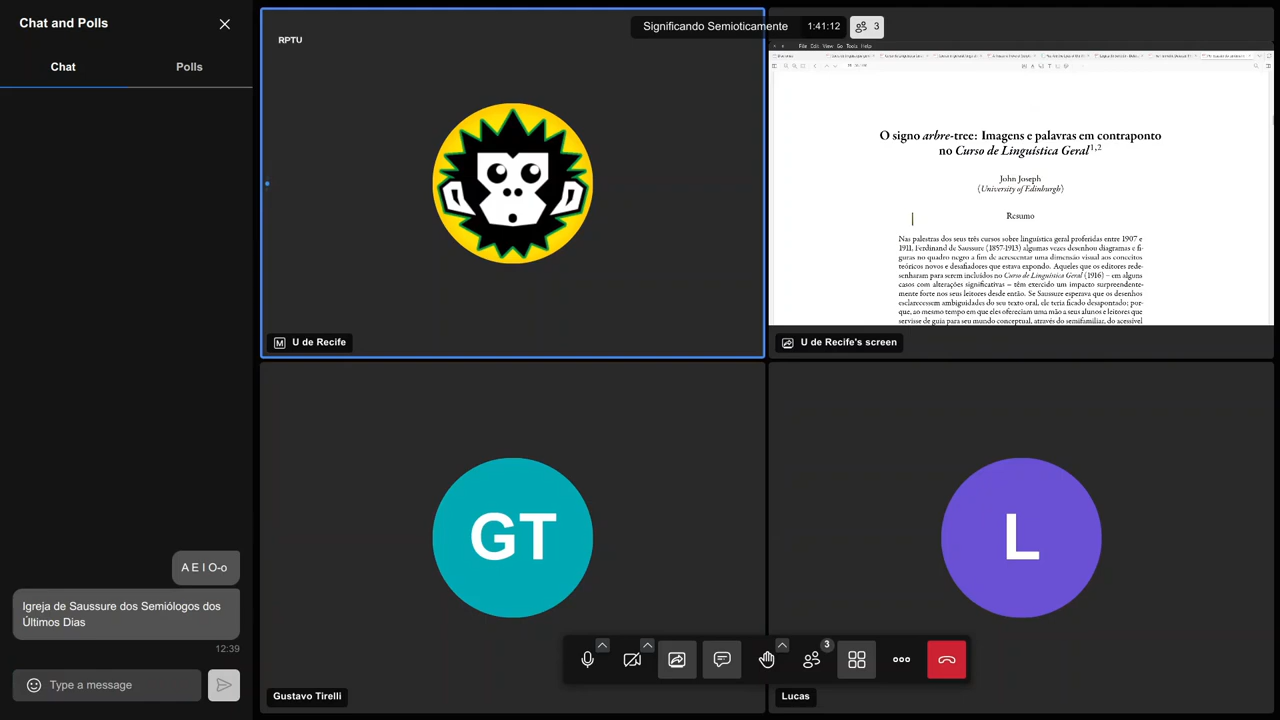 Chat and Polls
Chat
Polls
A E I O-o
Igreja de Saussure dos Semiólogos dos
Últimos Dias
12:39
Type a message
RPTU
U de Recife
Significando Semioticamente
1:41:12
3
File Edit View Go Tools Help
O signo arbre-tree: Imagens e palavras em contraponto
no Curso de Linguística Geral1,2
John Joseph
(University of Edinburgh)
Resumo
Nas palestras dos seus três cursos sobre linguística geral proferidas entre 1907 e
1911, Ferdinand de Saussure (1857-1913) algumas vezes desenhou diagramas e fi-
guras no quadro negro a fim de acrescentar uma dimensão visual aos conceitos
teóricos novos e desafiadores que estava expondo. Aqueles que os editores rede-
senharam para serem incluídos no Curso de Linguística Geral (1916) – em alguns
casos com alterações significativas – têm exercido um impacto surpreendente-
mente forte nos seus leitores desde então. Se Saussure esperava que os desenhos
esclarecessem ambiguidades do seu texto oral, ele teria ficado desapontado; por-
que, ao mesmo tempo em que eles ofereciam uma mão a seus alunos e leitores que
servisse de guia para seu mundo conceptual, através do semifamiliar, do acessível
U de Recife's screen
GT
Gustavo Tirelli
L
Lucas
3